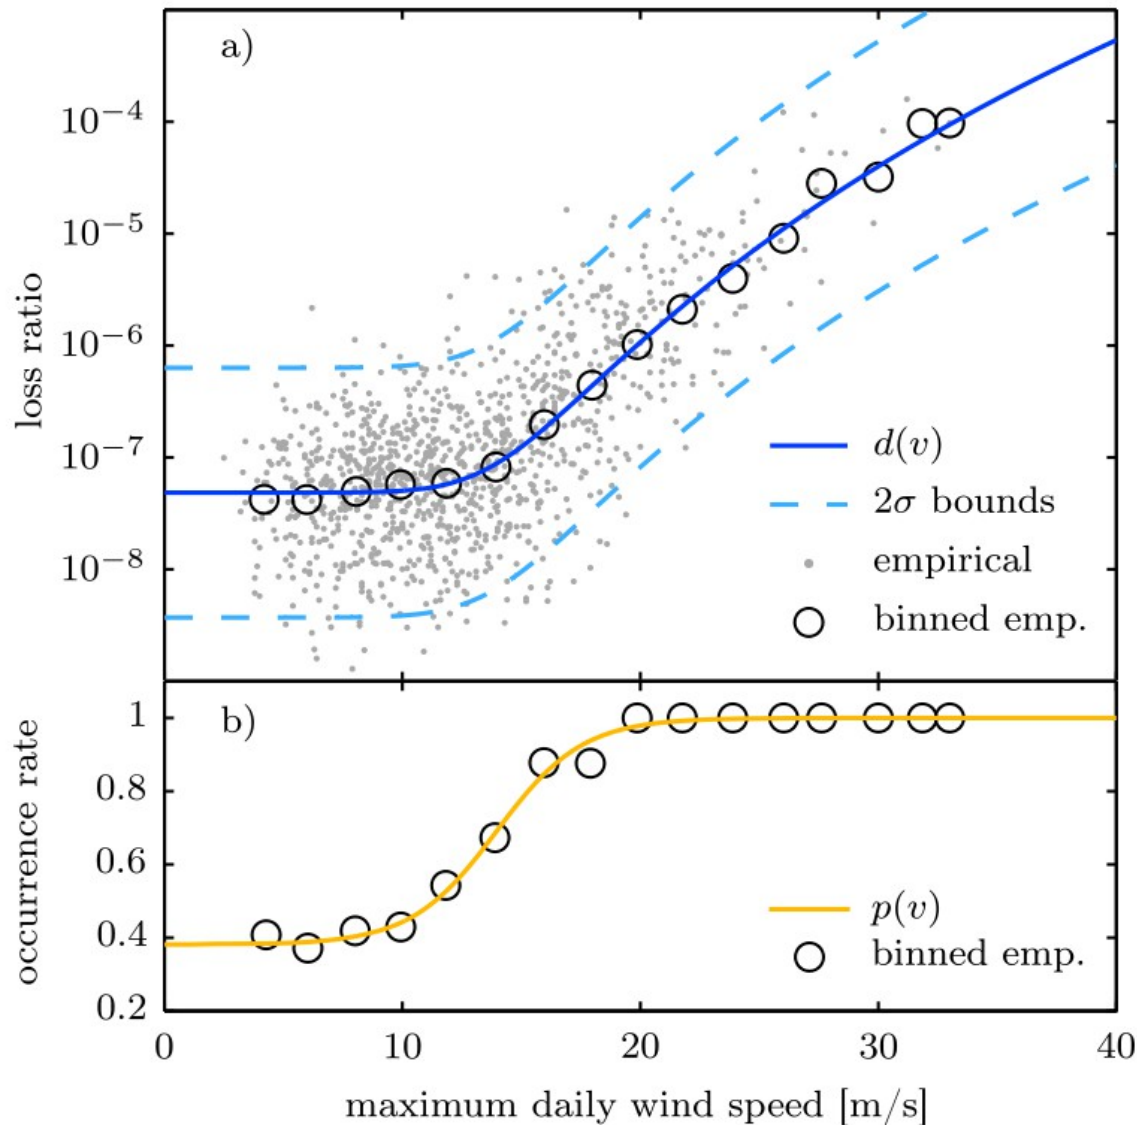 a)
10⁻⁴
10⁻⁵
10⁻⁶
10⁻⁷
10⁻⁸
loss ratio
d(v)
2σ bounds
empirical
binned emp.
b)
1
0.8
0.6
0.4
0.2
occurrence rate
p(v)
binned emp.
0 10 20 30 40
maximum daily wind speed [m/s]